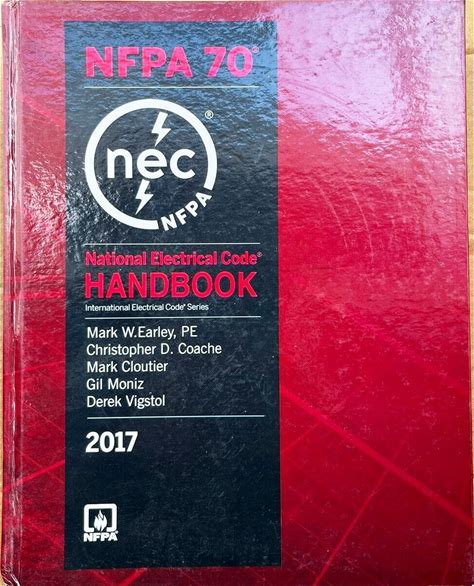 NFPA 70®
nec®
NFPA
National Electrical Code®
HANDBOOK
International Electrical Code® Series
Mark W.Earley, PE
Christopher D. Coache
Mark Cloutier
Gil Moniz
Derek Vigstol
2017
NFPA®